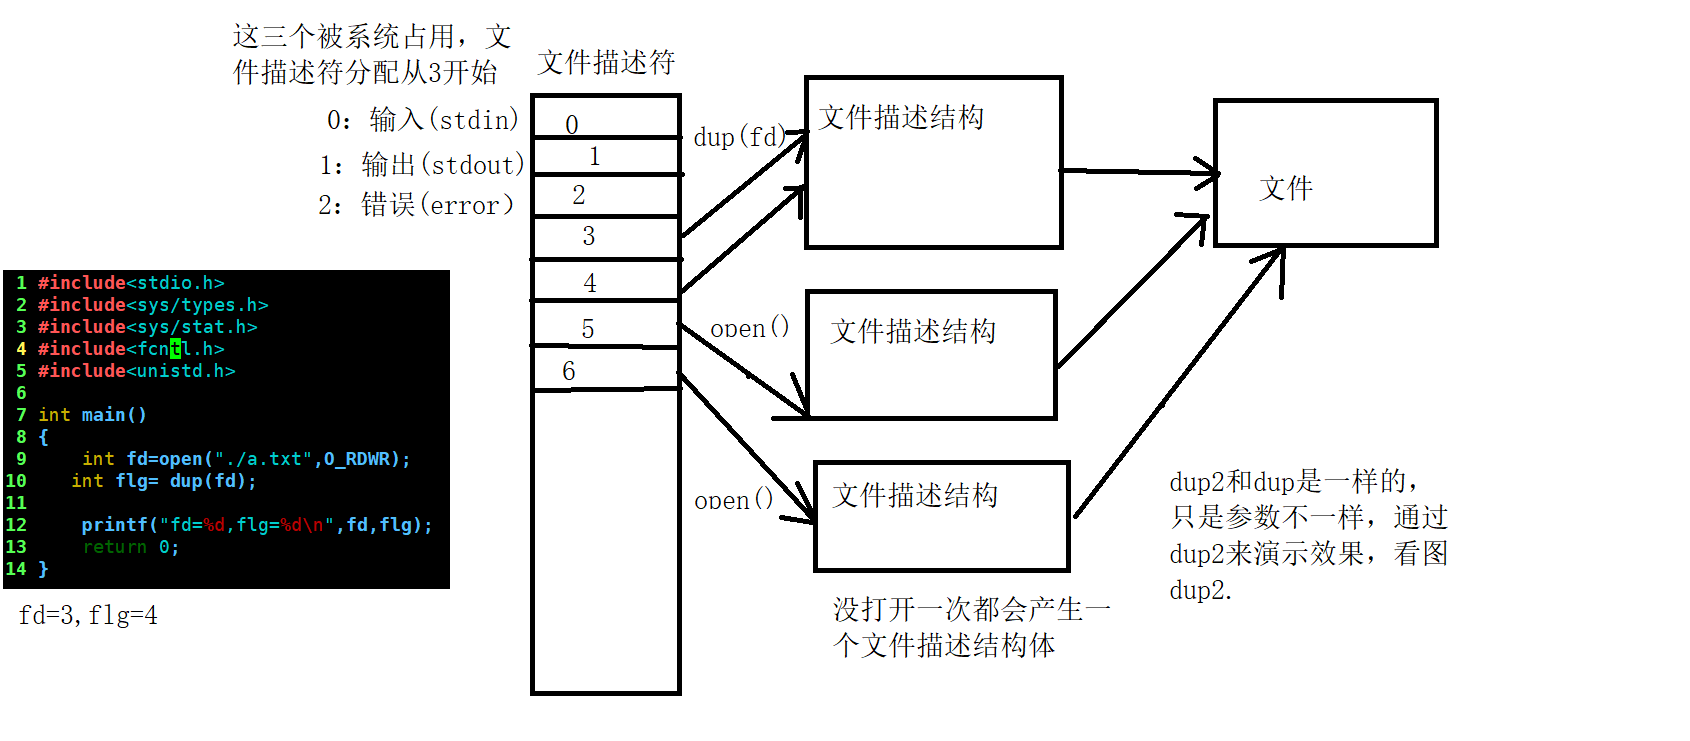 这三个被系统占用，文
件描述符分配从3开始
0：输入(stdin)
1：输出(stdout)
2：错误(error）
文件描述符
0
1
2
3
4
5
6
dup(fd)
open()
open()
文件描述结构
文件描述结构
文件描述结构
文件
没打开一次都会产生一
个文件描述结构体
dup2和dup是一样的，
只是参数不一样，通过
dup2来演示效果，看图
dup2.
1 #include<stdio.h>
2 #include<sys/types.h>
3 #include<sys/stat.h>
4 #include<fcntl.h>
5 #include<unistd.h>
6
7 int main()
8 {
9     int fd=open("./a.txt",O_RDWR);
10    int flg= dup(fd);
11
12     printf("fd=%d,flg=%d\n",fd,flg);
13     return 0;
14 }
fd=3,flg=4